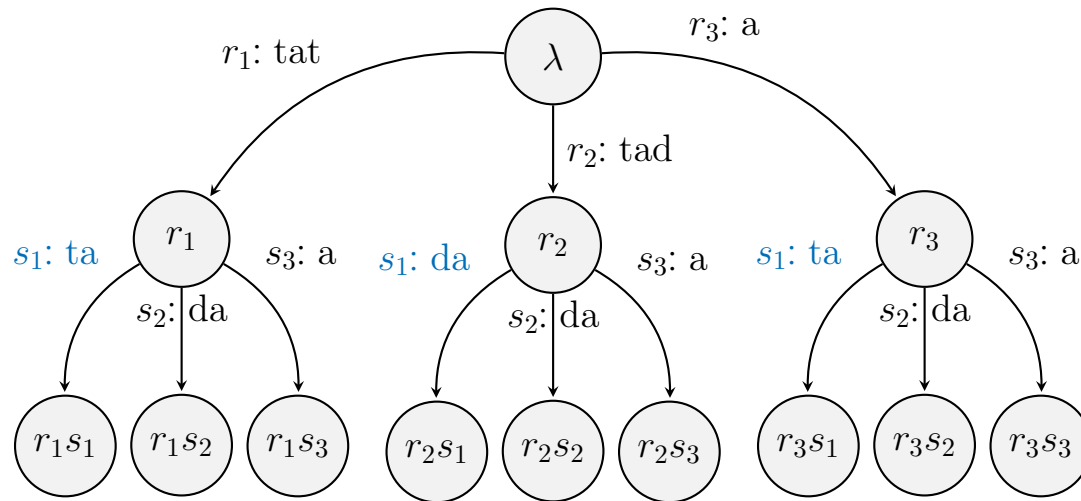 λ
r₁: tat
r₂: tad
r₃: a
r₁
r₂
r₃
s₁: ta
s₂: da
s₃: a
s₁: da
s₂: da
s₃: a
s₁: ta
s₂: da
s₃: a
r₁s₁
r₁s₂
r₁s₃
r₂s₁
r₂s₂
r₂s₃
r₃s₁
r₃s₂
r₃s₃